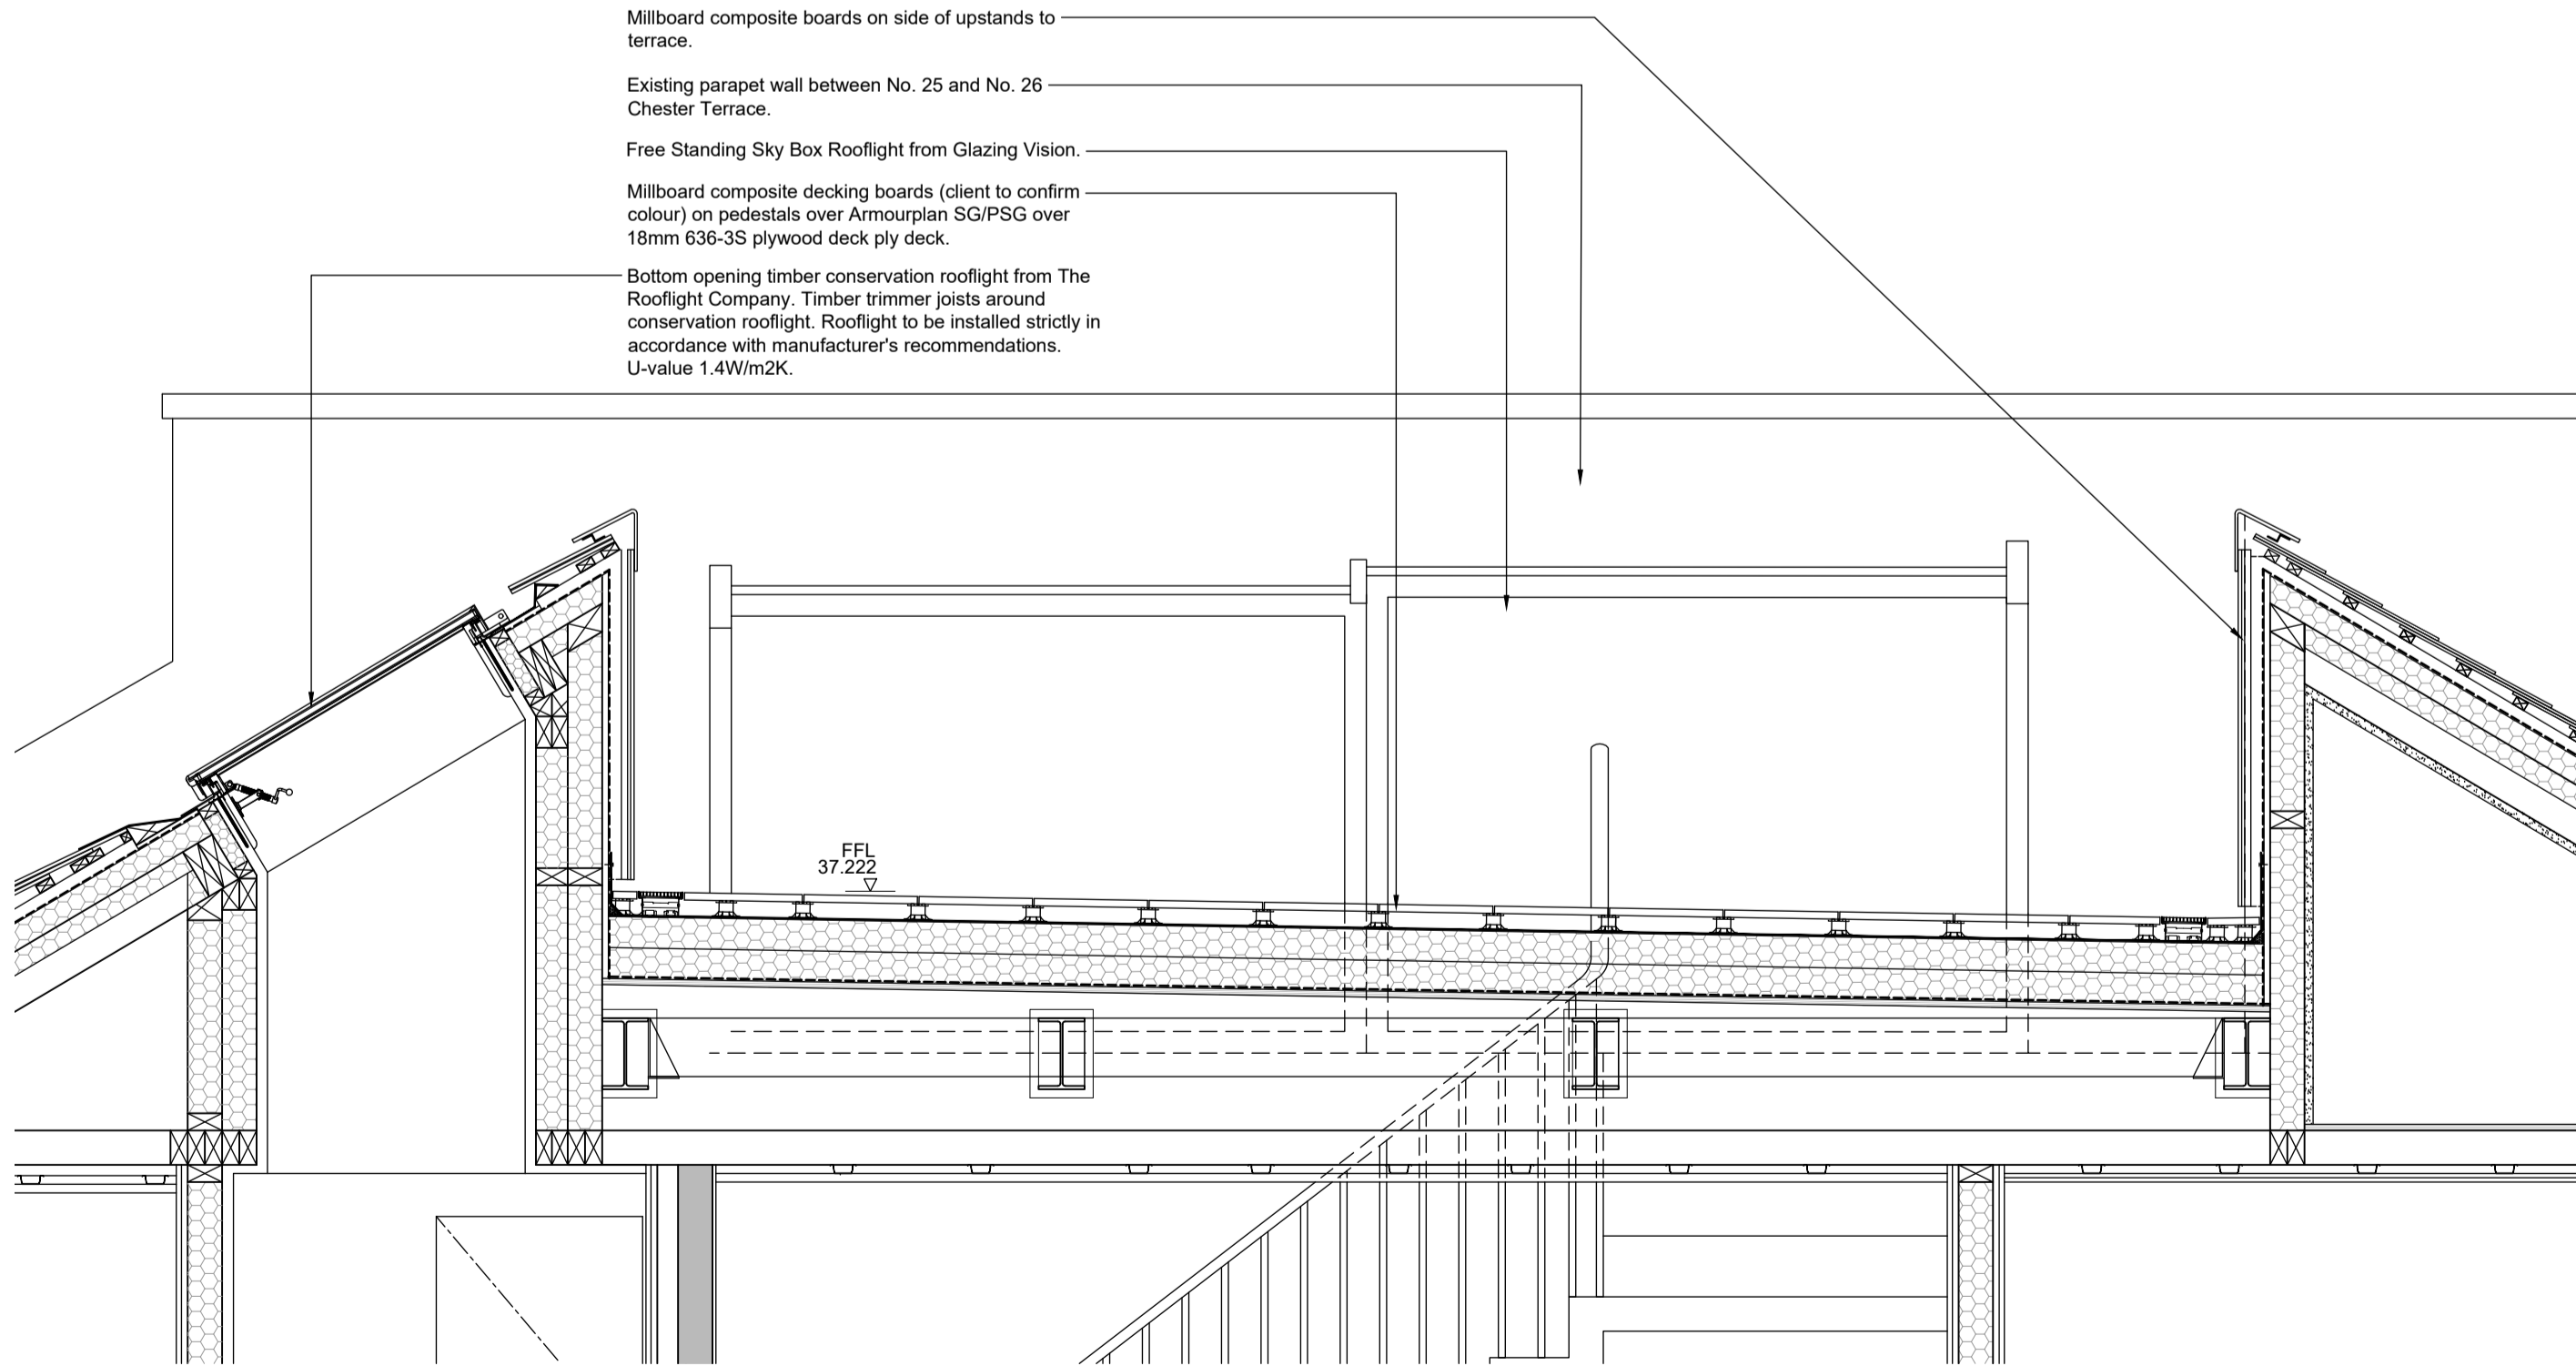 Millboard composite boards on side of upstands to
terrace.
Existing parapet wall between No. 25 and No. 26
Chester Terrace.
Free Standing Sky Box Rooflight from Glazing Vision.
Millboard composite decking boards (client to confirm
colour) on pedestals over Armourplan SG/PSG over
18mm 636-3S plywood deck ply deck.
Bottom opening timber conservation rooflight from The
Rooflight Company. Timber trimmer joists around
conservation rooflight. Rooflight to be installed strictly in
accordance with manufacturer's recommendations.
U-value 1.4W/m2K.
FFL
37.222